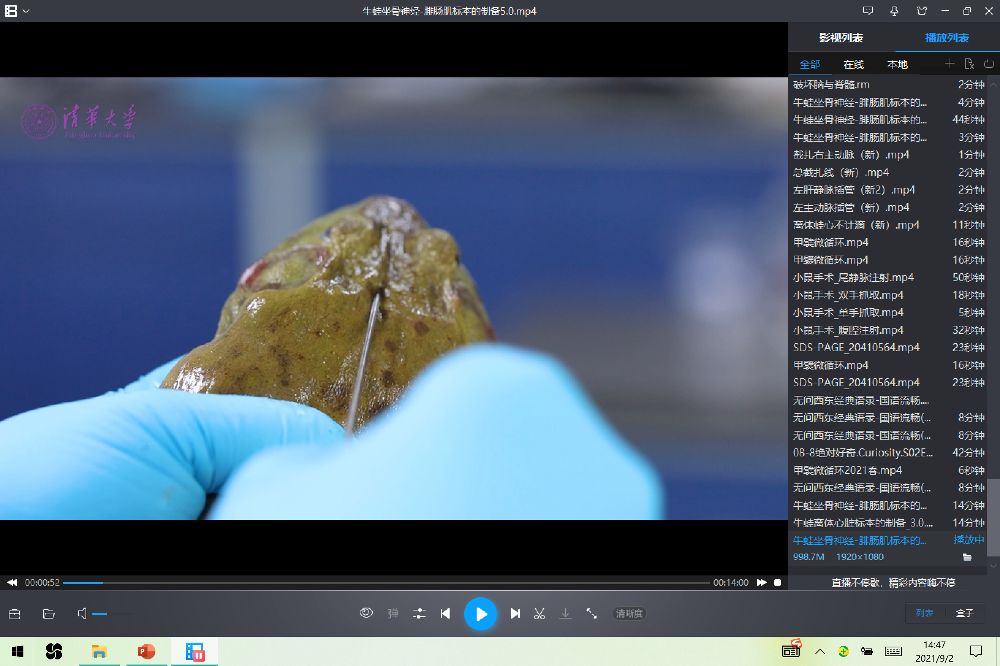 牛蛙坐骨神经-腓肠肌标本的制备5.0.mp4
清华大学
Tsinghua University
影视列表
播放列表
全部
在线
本地
破坏脑与脊髓.rm 2分钟
牛蛙坐骨神经-腓肠肌标本的... 4分钟
牛蛙坐骨神经-腓肠肌标本的... 44秒钟
牛蛙坐骨神经-腓肠肌标本的... 3分钟
截扎右主动脉（新）.mp4 1分钟
总截扎线（新）.mp4 2分钟
左肝静脉插管（新2）.mp4 2分钟
左主动脉插管（新）.mp4 2分钟
离体蛙心不计滴（新）.mp4 11秒钟
甲襞微循环.mp4 16秒钟
甲襞微循环.mp4 16秒钟
小鼠手术_尾静脉注射.mp4 50秒钟
小鼠手术_双手抓取.mp4 18秒钟
小鼠手术_单手抓取.mp4 5秒钟
小鼠手术_腹腔注射.mp4 32秒钟
SDS-PAGE_20410564.mp4 23秒钟
甲襞微循环.mp4 16秒钟
SDS-PAGE_20410564.mp4 23秒钟
无问西东经典语录-国语流畅....
无问西东经典语录-国语流畅(... 8分钟
无问西东经典语录-国语流畅(... 8分钟
08-8绝对好奇.Curiosity.S02E... 42分钟
甲襞微循环2021春.mp4 6秒钟
无问西东经典语录-国语流畅(... 8分钟
牛蛙坐骨神经-腓肠肌标本的... 14分钟
牛蛙离体心脏标本的制备_3.0.... 14分钟
牛蛙坐骨神经-腓肠肌标本的... 播放中
998.7M 1920×1080
00:00:52
00:14:00
直播不停歇，精彩内容嗨不停
弹
清晰度
列表
盒子
P
S
14:47
2021/9/2